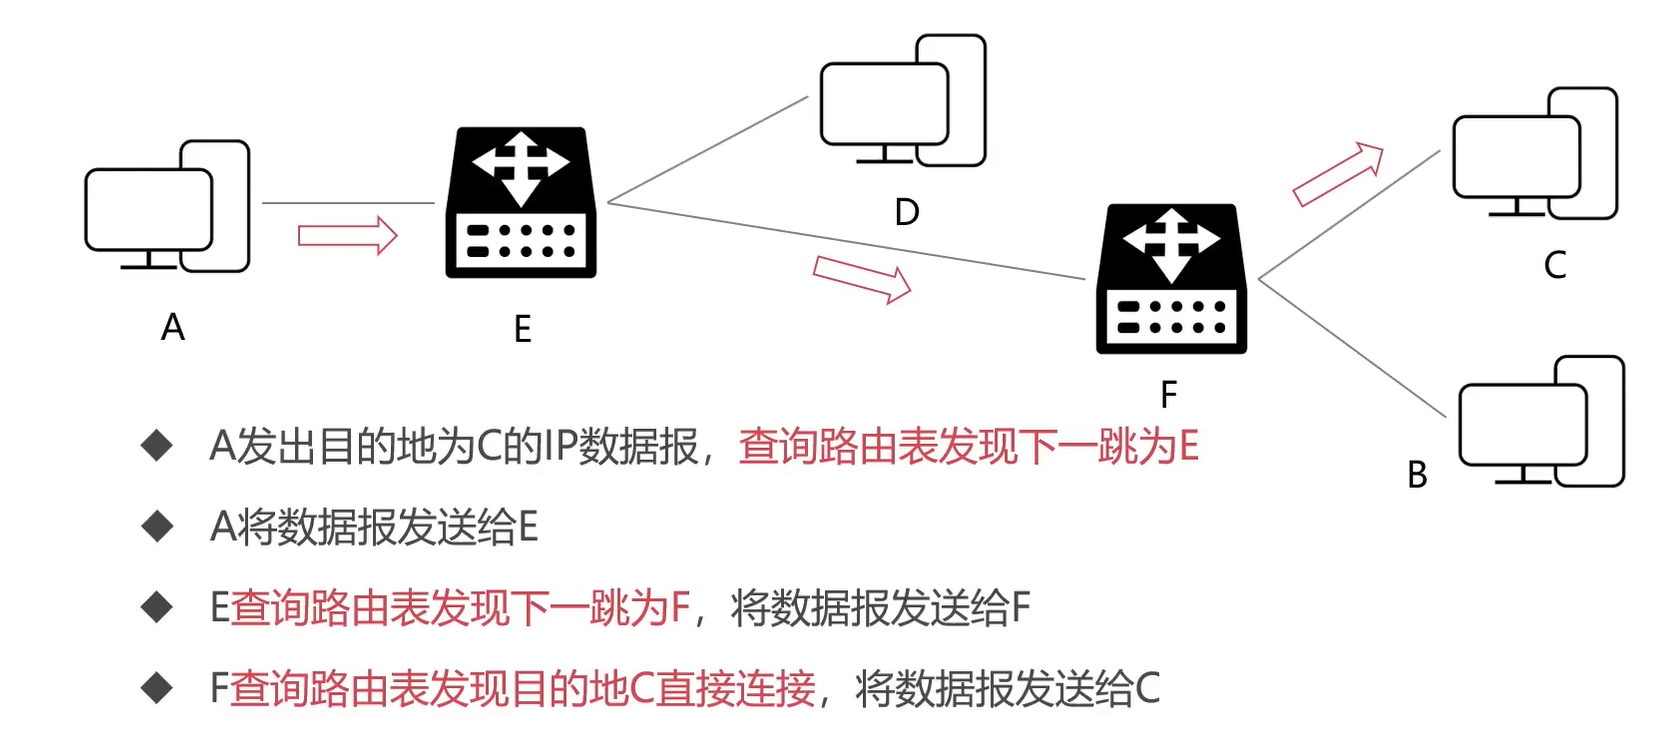 D
C
A
E
F
B
◆ A发出目的地为C的IP数据报，查询路由表发现下一跳为E
◆ A将数据报发送给E
◆ E查询路由表发现下一跳为F，将数据报发送给F
◆ F查询路由表发现目的地C直接连接，将数据报发送给C